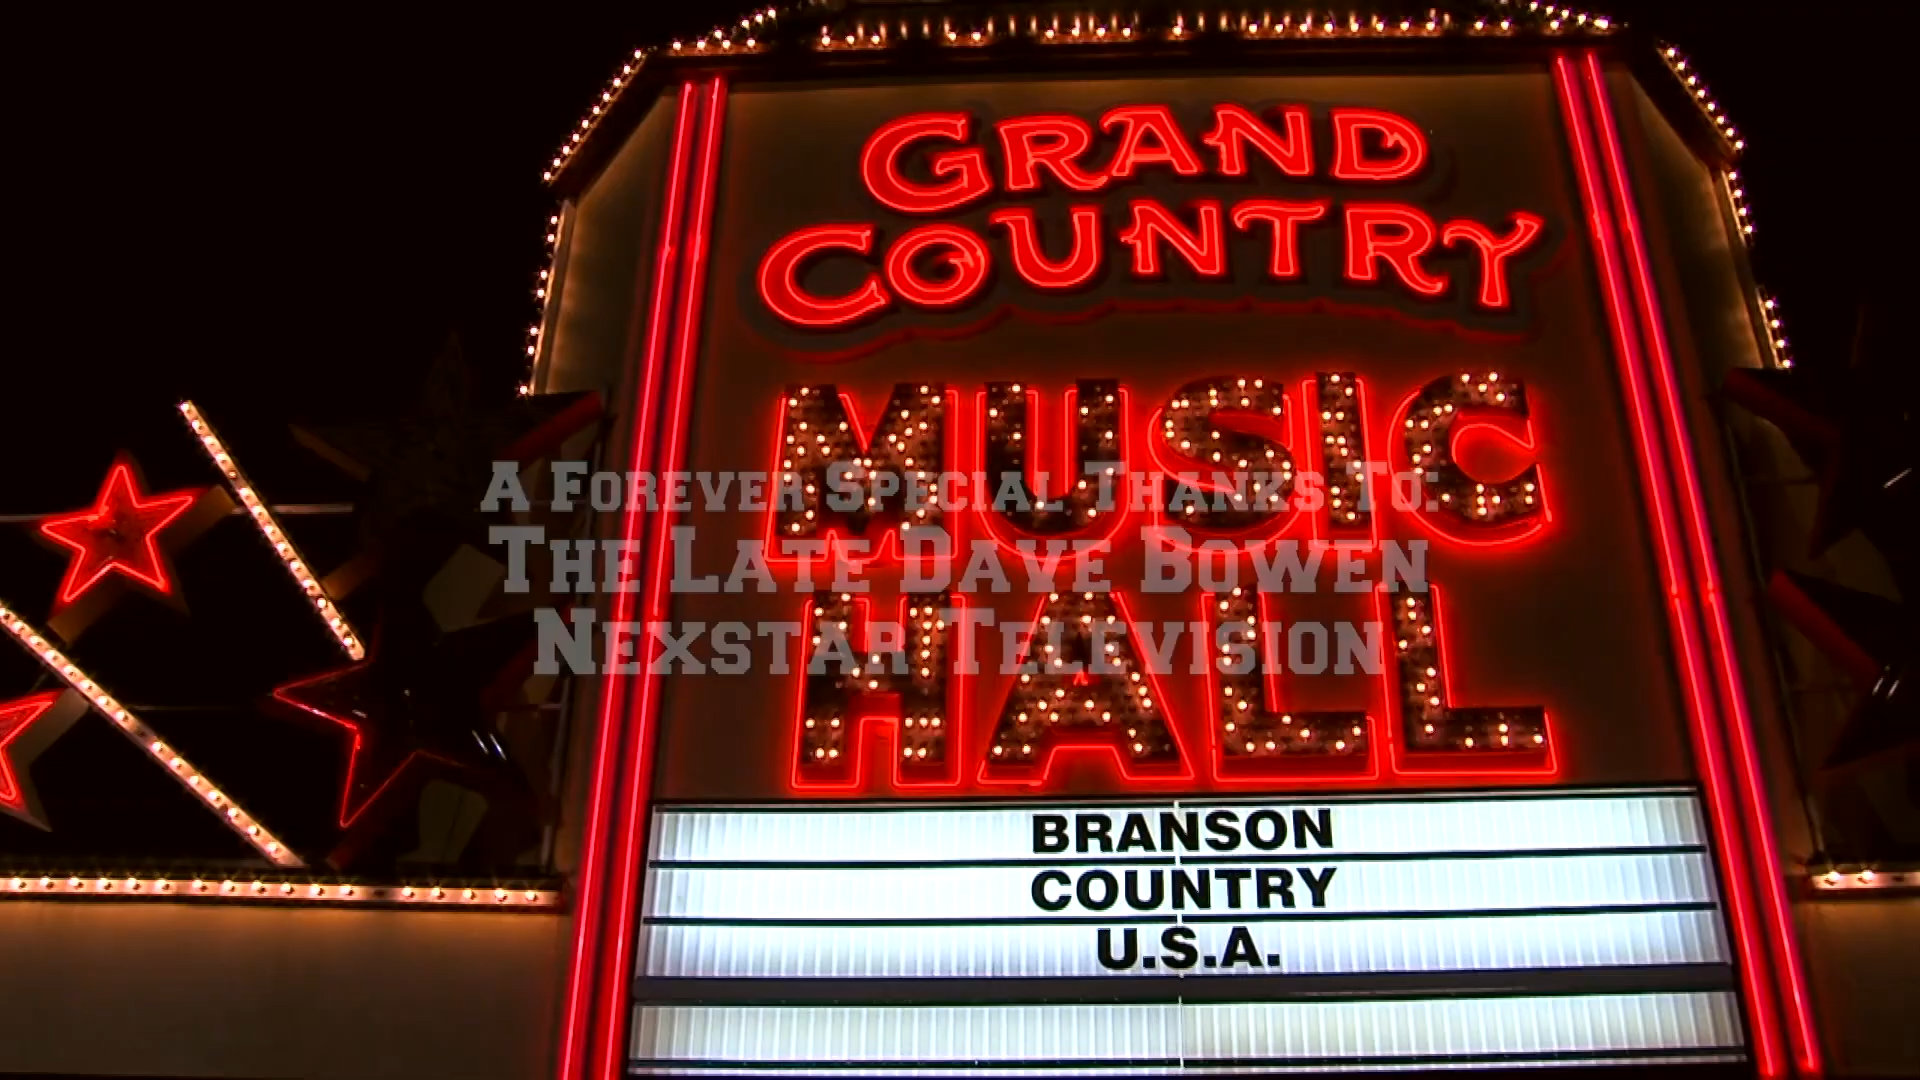 GRAND
COUNTRY
MUSIC
A FOREVER SPECIAL THANKS TO:
THE LATE DAVE BOWEN
HALL
NEXSTAR TELEVISION
BRANSON
COUNTRY
U.S.A.